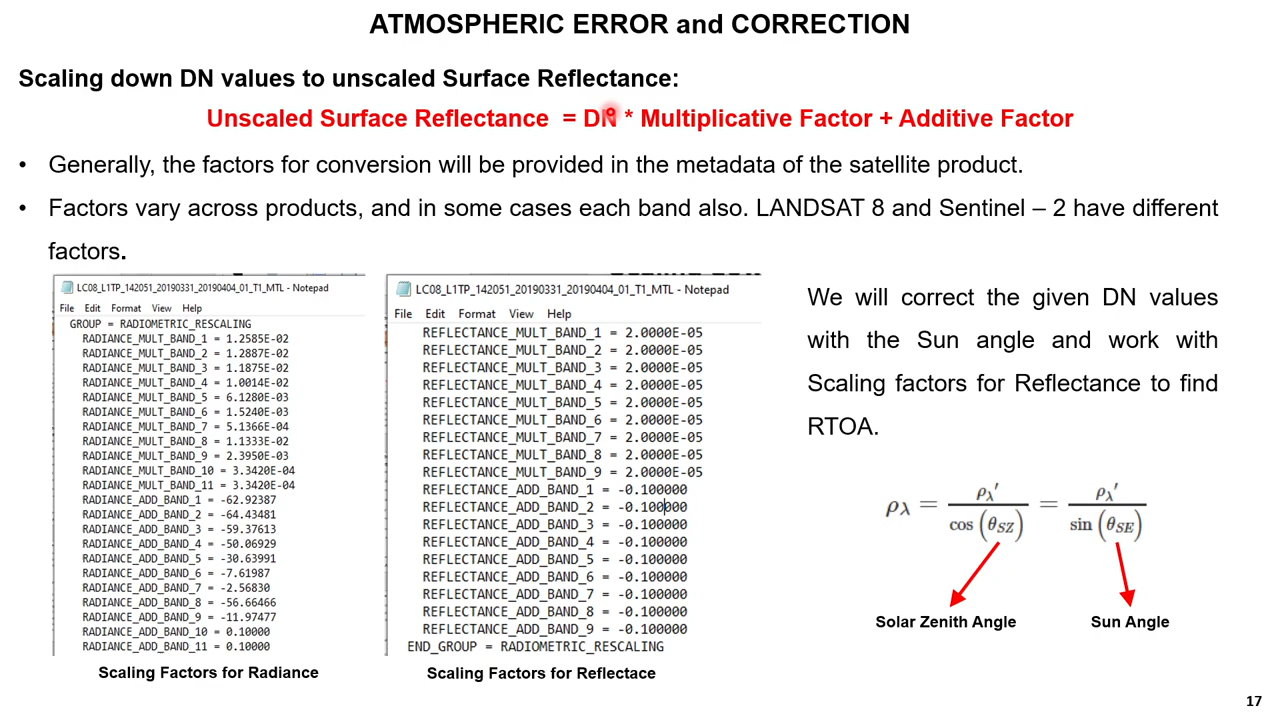 ATMOSPHERIC ERROR and CORRECTION
Scaling down DN values to unscaled Surface Reflectance:
Unscaled Surface Reflectance = DN * Multiplicative Factor + Additive Factor
• Generally, the factors for conversion will be provided in the metadata of the satellite product.
• Factors vary across products, and in some cases each band also. LANDSAT 8 and Sentinel – 2 have different
factors.
LC08_L1TP_142051_20190331_20190404_01_T1_MTL - Notepad
File Edit Format View Help
GROUP = RADIOMETRIC_RESCALING
RADIANCE_MULT_BAND_1 = 1.2585E-02
RADIANCE_MULT_BAND_2 = 1.2887E-02
RADIANCE_MULT_BAND_3 = 1.1875E-02
RADIANCE_MULT_BAND_4 = 1.0014E-02
RADIANCE_MULT_BAND_5 = 6.1280E-03
RADIANCE_MULT_BAND_6 = 1.5240E-03
RADIANCE_MULT_BAND_7 = 5.1366E-04
RADIANCE_MULT_BAND_8 = 1.1333E-02
RADIANCE_MULT_BAND_9 = 2.3950E-03
RADIANCE_MULT_BAND_10 = 3.3420E-04
RADIANCE_MULT_BAND_11 = 3.3420E-04
RADIANCE_ADD_BAND_1 = -62.92387
RADIANCE_ADD_BAND_2 = -64.43481
RADIANCE_ADD_BAND_3 = -59.37613
RADIANCE_ADD_BAND_4 = -50.06929
RADIANCE_ADD_BAND_5 = -30.63991
RADIANCE_ADD_BAND_6 = -7.61987
RADIANCE_ADD_BAND_7 = -2.56830
RADIANCE_ADD_BAND_8 = -56.66466
RADIANCE_ADD_BAND_9 = -11.97477
RADIANCE_ADD_BAND_10 = 0.10000
RADIANCE_ADD_BAND_11 = 0.10000
Scaling Factors for Radiance
LC08_L1TP_142051_20190331_20190404_01_T1_MTL - Notepad
File Edit Format View Help
REFLECTANCE_MULT_BAND_1 = 2.0000E-05
REFLECTANCE_MULT_BAND_2 = 2.0000E-05
REFLECTANCE_MULT_BAND_3 = 2.0000E-05
REFLECTANCE_MULT_BAND_4 = 2.0000E-05
REFLECTANCE_MULT_BAND_5 = 2.0000E-05
REFLECTANCE_MULT_BAND_6 = 2.0000E-05
REFLECTANCE_MULT_BAND_7 = 2.0000E-05
REFLECTANCE_MULT_BAND_8 = 2.0000E-05
REFLECTANCE_MULT_BAND_9 = 2.0000E-05
REFLECTANCE_ADD_BAND_1 = -0.100000
REFLECTANCE_ADD_BAND_2 = -0.100000
REFLECTANCE_ADD_BAND_3 = -0.100000
REFLECTANCE_ADD_BAND_4 = -0.100000
REFLECTANCE_ADD_BAND_5 = -0.100000
REFLECTANCE_ADD_BAND_6 = -0.100000
REFLECTANCE_ADD_BAND_7 = -0.100000
REFLECTANCE_ADD_BAND_8 = -0.100000
REFLECTANCE_ADD_BAND_9 = -0.100000
END_GROUP = RADIOMETRIC_RESCALING
Scaling Factors for Reflectace
We will correct the given DN values
with the Sun angle and work with
Scaling factors for Reflectance to find
RTOA.
ρλ = ρλ′ / cos(θSZ) = ρλ′ / sin(θSE)
Solar Zenith Angle Sun Angle
17